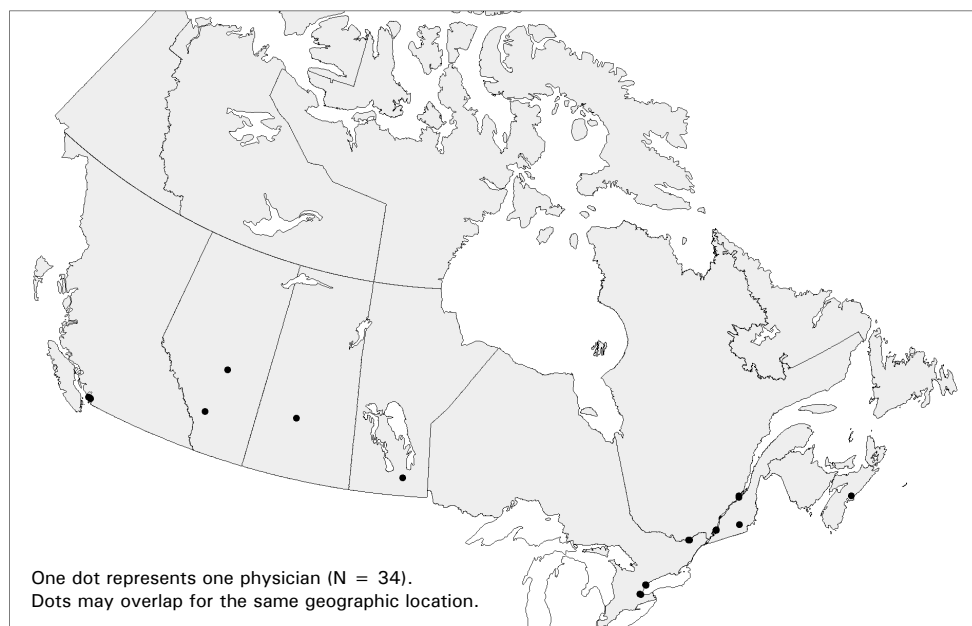 One dot represents one physician (N = 34).
Dots may overlap for the same geographic location.